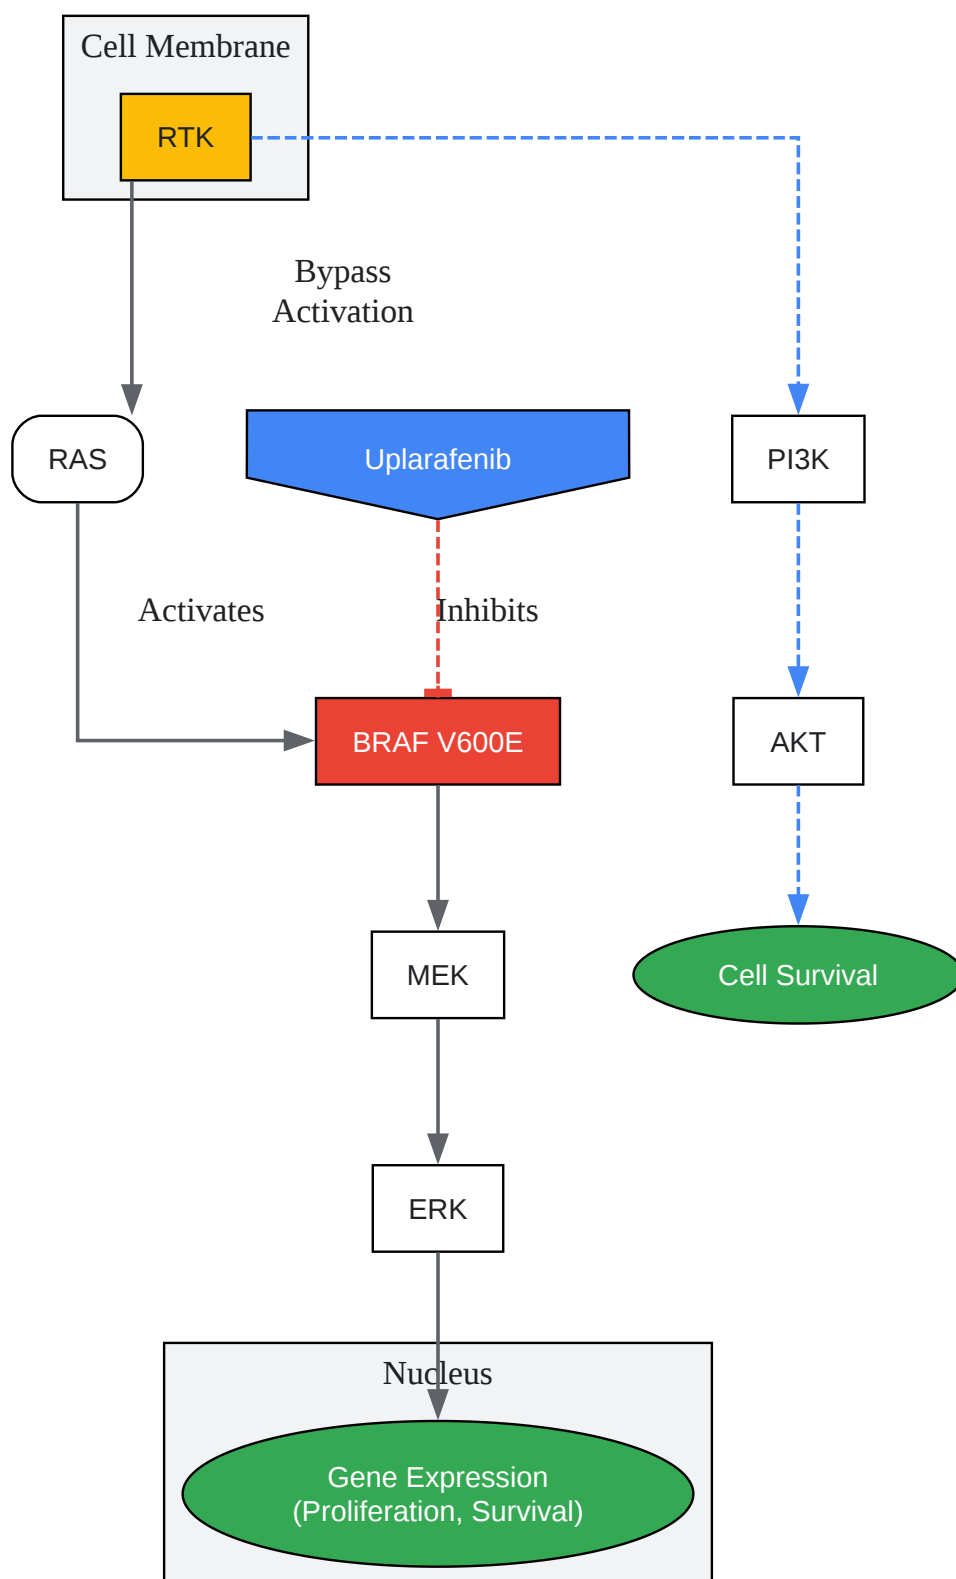 Cell Membrane
RTK
Bypass
Activation
RAS
Uplarafenib
PI3K
Activates
Inhibits
BRAF V600E
AKT
MEK
Cell Survival
ERK
Nucleus
Gene Expression
(Proliferation, Survival)